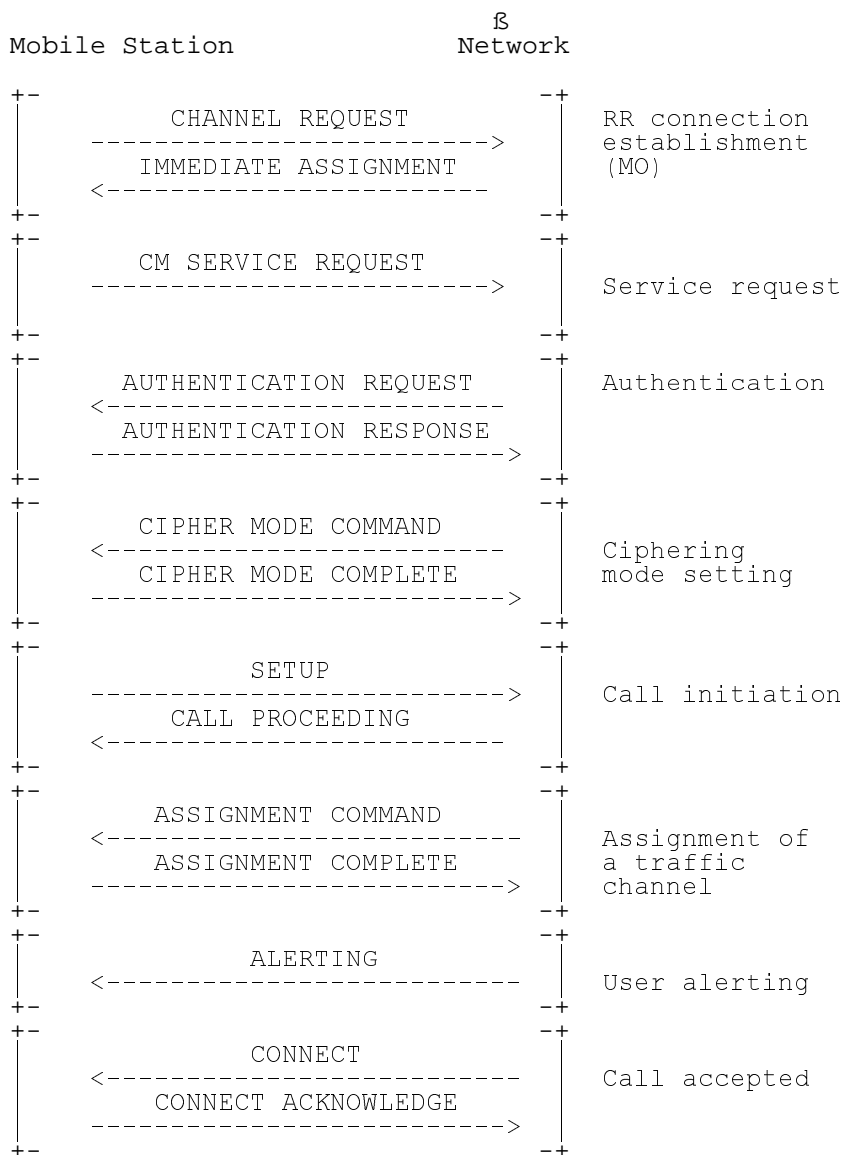 ß
Mobile Station Network
CHANNEL REQUEST RR connection
establishment
IMMEDIATE ASSIGNMENT (MO)
CM SERVICE REQUEST
Service request
AUTHENTICATION REQUEST Authentication
AUTHENTICATION RESPONSE
CIPHER MODE COMMAND
Ciphering
CIPHER MODE COMPLETE mode setting
SETUP
Call initiation
CALL PROCEEDING
ASSIGNMENT COMMAND
Assignment of
ASSIGNMENT COMPLETE a traffic
channel
ALERTING
User alerting
CONNECT
Call accepted
CONNECT ACKNOWLEDGE